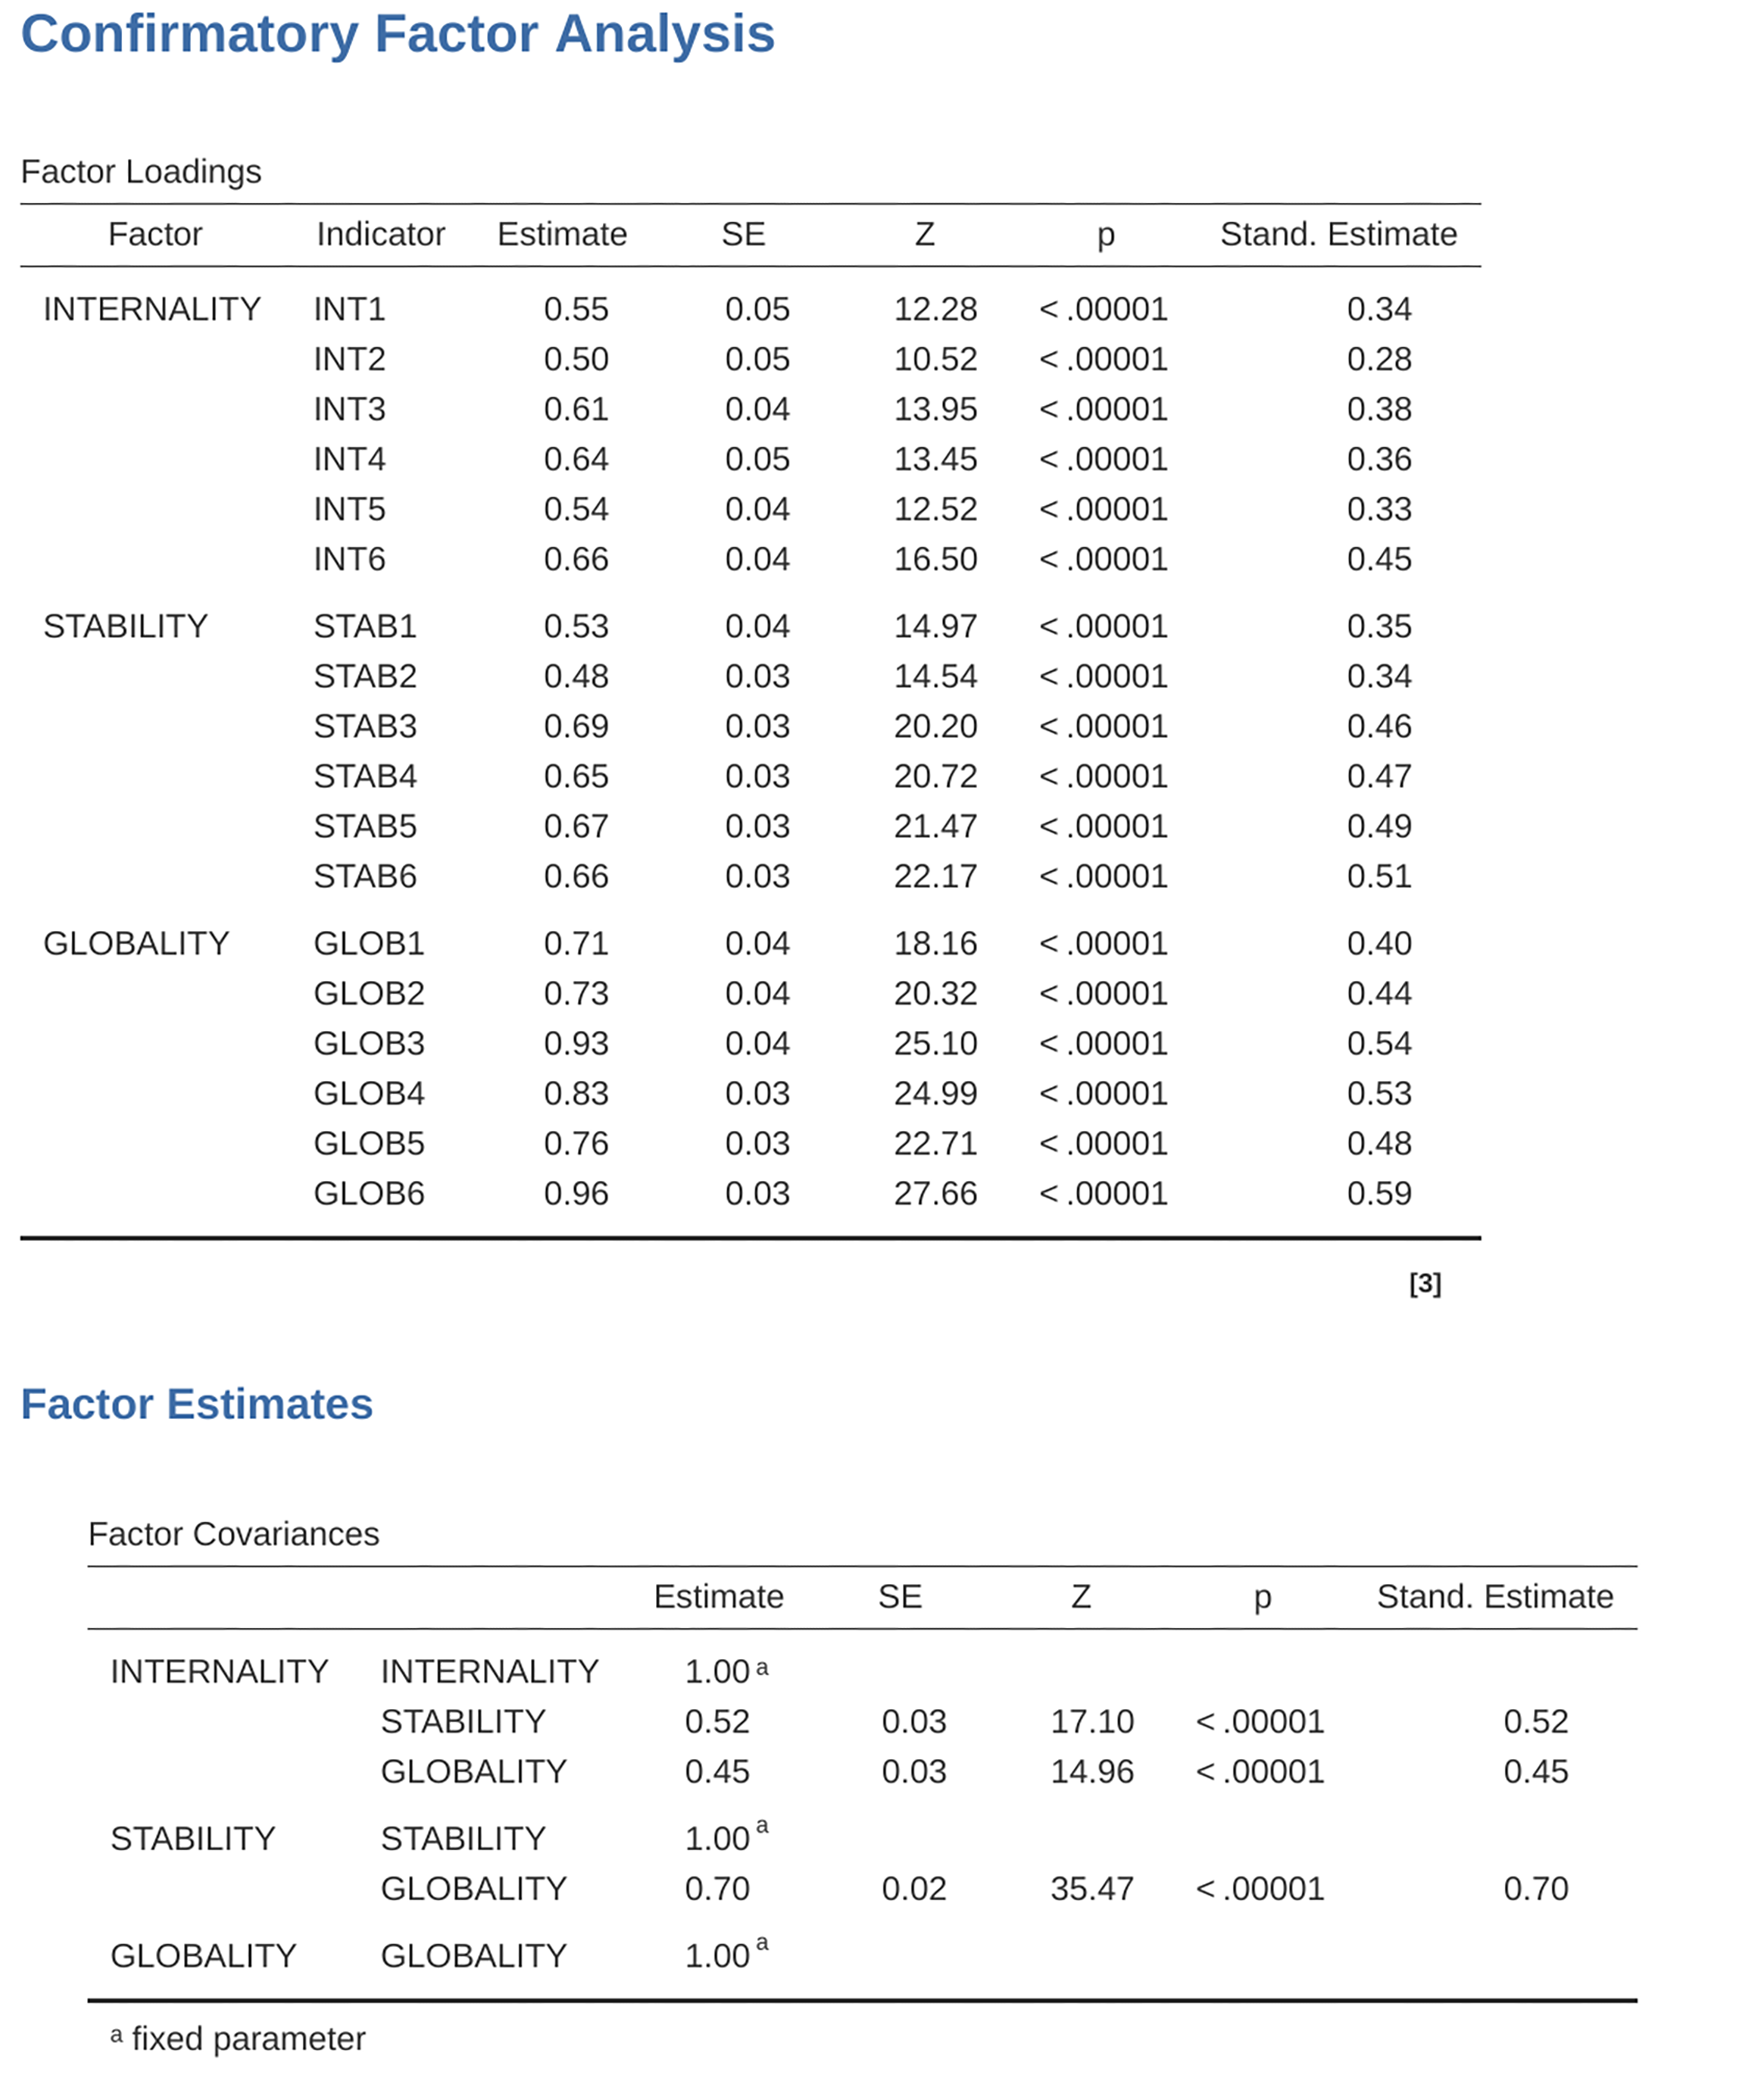 Confirmatory Factor Analysis
Factor Loadings
Factor Indicator Estimate SE Z p Stand. Estimate
INTERNALITY INT1 0.55 0.05 12.28 < .00001 0.34
INT2 0.50 0.05 10.52 < .00001 0.28
INT3 0.61 0.04 13.95 < .00001 0.38
INT4 0.64 0.05 13.45 < .00001 0.36
INT5 0.54 0.04 12.52 < .00001 0.33
INT6 0.66 0.04 16.50 < .00001 0.45
STABILITY STAB1 0.53 0.04 14.97 < .00001 0.35
STAB2 0.48 0.03 14.54 < .00001 0.34
STAB3 0.69 0.03 20.20 < .00001 0.46
STAB4 0.65 0.03 20.72 < .00001 0.47
STAB5 0.67 0.03 21.47 < .00001 0.49
STAB6 0.66 0.03 22.17 < .00001 0.51
GLOBALITY GLOB1 0.71 0.04 18.16 < .00001 0.40
GLOB2 0.73 0.04 20.32 < .00001 0.44
GLOB3 0.93 0.04 25.10 < .00001 0.54
GLOB4 0.83 0.03 24.99 < .00001 0.53
GLOB5 0.76 0.03 22.71 < .00001 0.48
GLOB6 0.96 0.03 27.66 < .00001 0.59
[3]
Factor Estimates
Factor Covariances
Estimate SE Z p Stand. Estimate
INTERNALITY INTERNALITY 1.00 ᵃ
STABILITY 0.52 0.03 17.10 < .00001 0.52
GLOBALITY 0.45 0.03 14.96 < .00001 0.45
STABILITY STABILITY 1.00 ᵃ
GLOBALITY 0.70 0.02 35.47 < .00001 0.70
GLOBALITY GLOBALITY 1.00 ᵃ
ᵃ fixed parameter